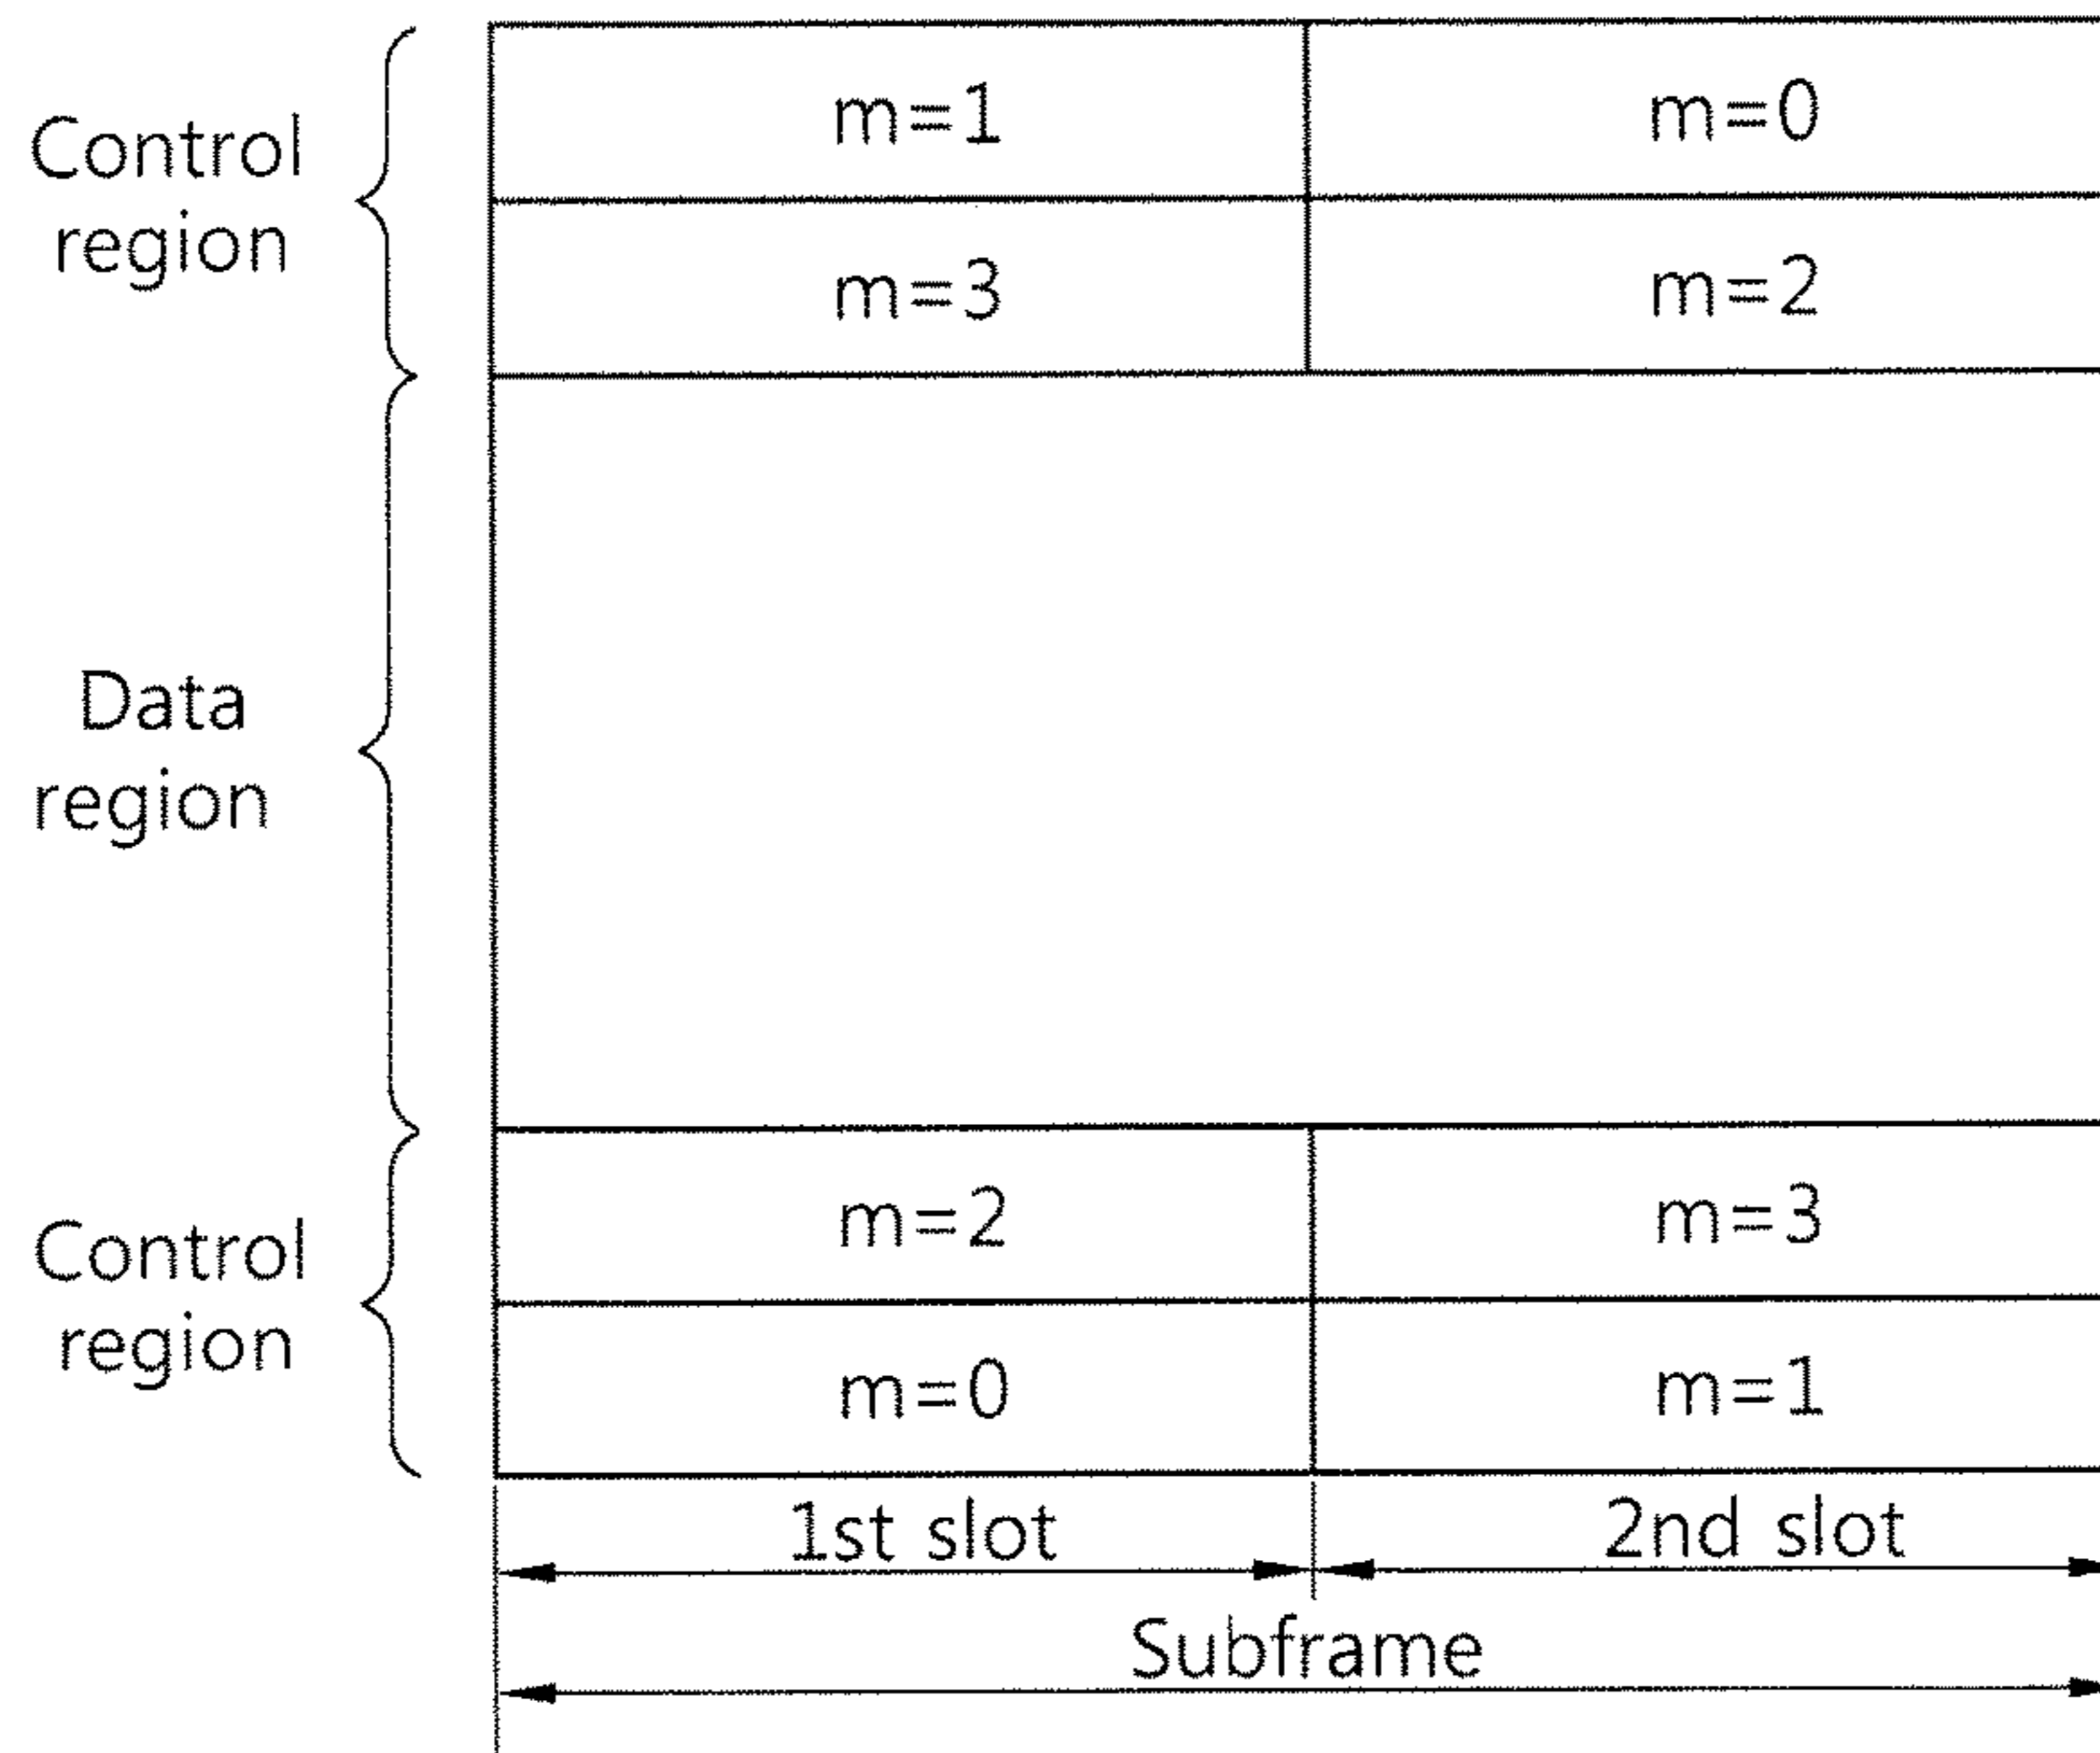 Control
region
m=1 m=0
m=3 m=2
Data
region
Control
region
m=2 m=3
m=0 m=1
1st slot 2nd slot
Subframe